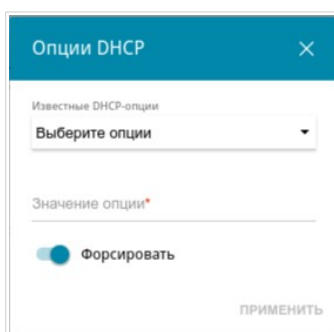 Опции DHCP
Известные DHCP-опции
Выберите опции
Значение опции*
Форсировать
ПРИМЕНИТЬ